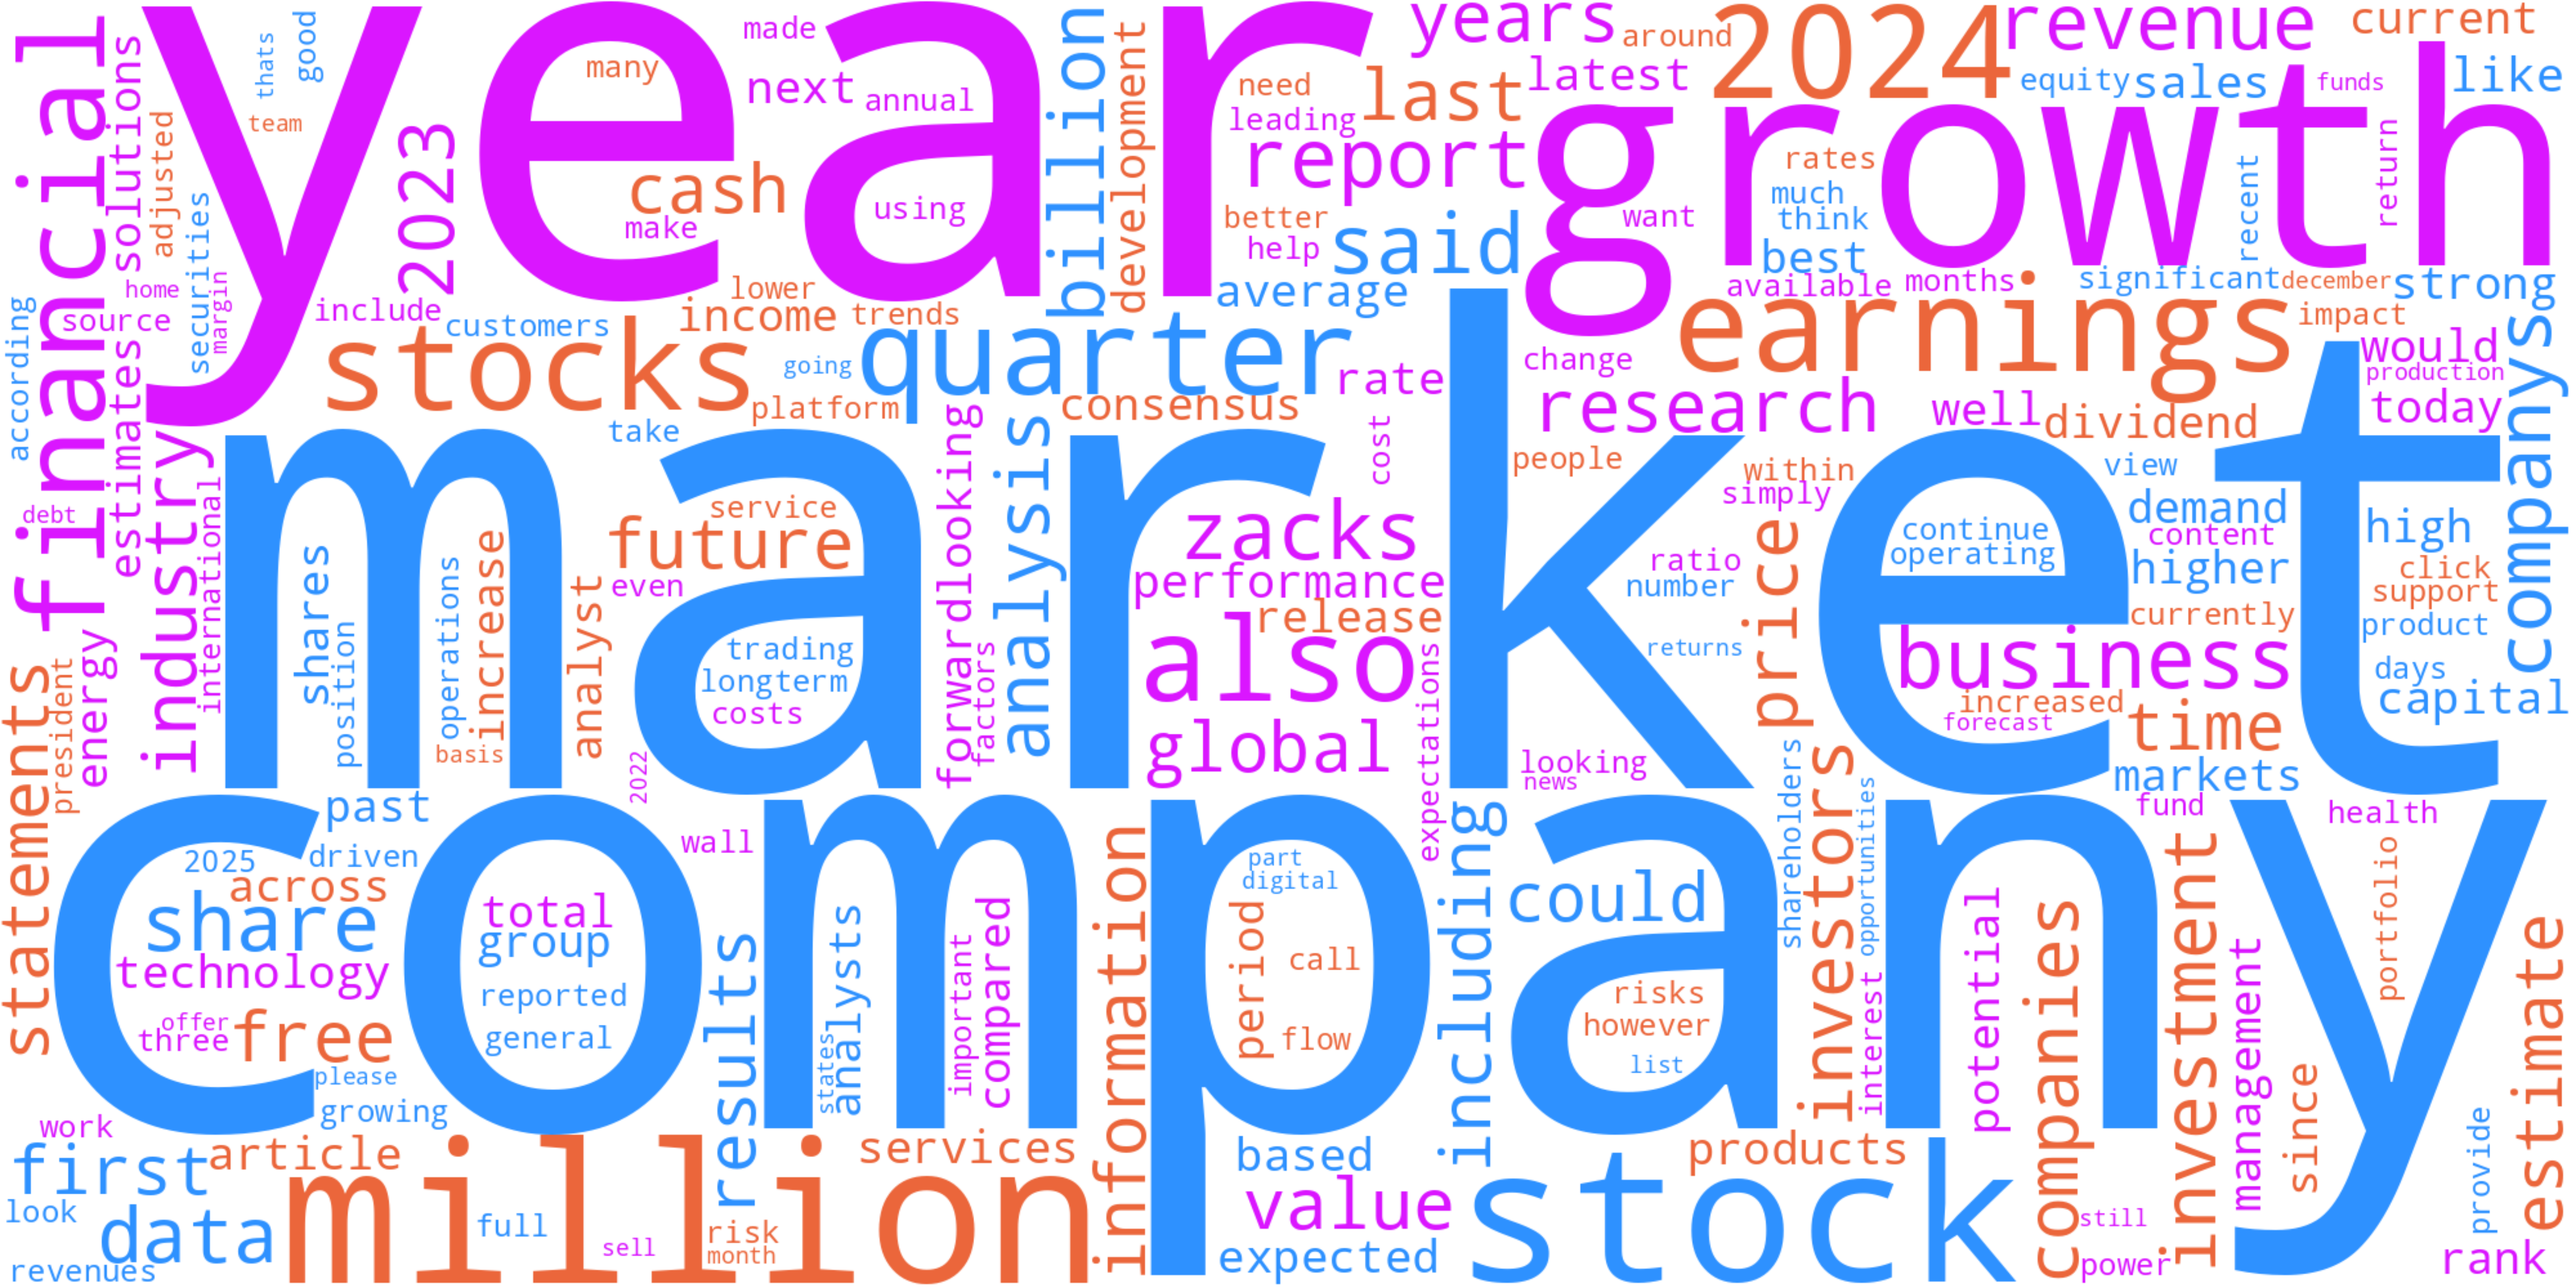 year
growth
market
company
million
stock
financial
solutions
adjusted
thats
good
team
securities
home
source
margin
according
2023
include
customers
many
cash
make
made
next
annual
using
billion
development
lower
income
trends
stocks
going
quarter
platform
take
consensus
rate
years
around
2024
revenue
current
latest
last
need
leading
report
better
help
said
average
equity
sales
funds
like
rates
much
think
best
want
recent
return
available
months
significant
december
strong
earnings
impact
change
would
production
today
companys
research
well
dividend
view
people
within
simply
cost
debt
estimates
industry
international
energy
president
statements
shares
position
operations
increase
basis
analyst
service
future
even
trading
longterm
costs
2022
forwardlooking
factors
analysis
zacks
performance
release
also
global
expectations
ratio
number
returns
price
looking
news
continue
operating
demand
content
higher
high
click
support
currently
product
business
days
increased
forecast
capital
time
markets
past
2025
driven
across
share
technology
offer
three
free
please
growing
total
group
reported
general
wall
results
states
analysts
important
compared
information
part
digital
period
call
flow
including
could
risks
however
list
shareholders
investors
opportunities
interest
potential
companies
fund
investment
management
health
portfolio
since
provide
estimate
work
first
article
look
data
revenues
full
sell
risk
month
services
based
value
expected
products
still
power
rank